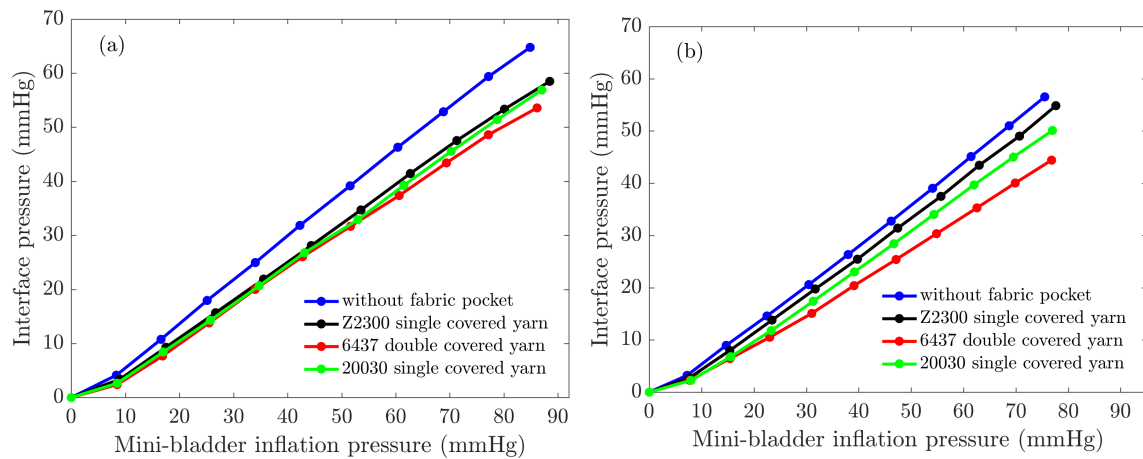 (a)
Interface pressure (mmHg)
70
60
50
40
30
20
10
0
without fabric pocket
Z2300 single covered yarn
6437 double covered yarn
20030 single covered yarn
0 10 20 30 40 50 60 70 80 90
Mini-bladder inflation pressure (mmHg)
(b)
Interface pressure (mmHg)
70
60
50
40
30
20
10
0
without fabric pocket
Z2300 single covered yarn
6437 double covered yarn
20030 single covered yarn
0 10 20 30 40 50 60 70 80 90
Mini-bladder inflation pressure (mmHg)